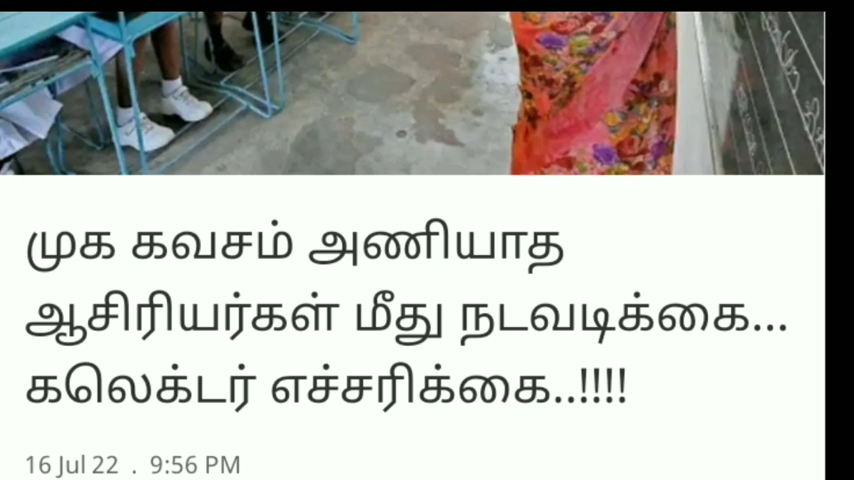 முக கவசம் அணியாத
ஆசிரியர்கள் மீது நடவடிக்கை...
கலெக்டர் எச்சரிக்கை..!!!!
16 Jul 22 . 9:56 PM